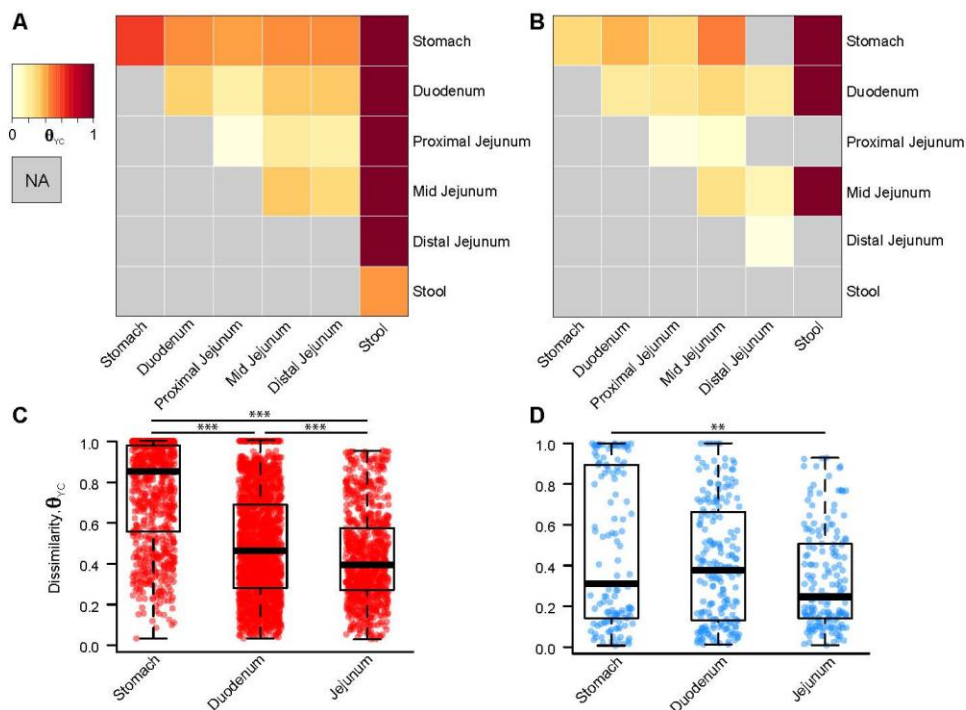 A
0
1
θYC
NA
Stomach
Duodenum
Proximal Jejunum
Mid Jejunum
Distal Jejunum
Stool
Stomach
Duodenum
Proximal Jejunum
Mid Jejunum
Distal Jejunum
Stool
B
Stomach
Duodenum
Proximal Jejunum
Mid Jejunum
Distal Jejunum
Stool
Stomach
Duodenum
Proximal Jejunum
Mid Jejunum
Distal Jejunum
Stool
C
***
*** ***
Dissimilarity, θYC
1.0
0.8
0.6
0.4
0.2
0.0
Stomach
Duodenum
Jejunum
D
**
1.0
0.8
0.6
0.4
0.2
0.0
Stomach
Duodenum
Jejunum